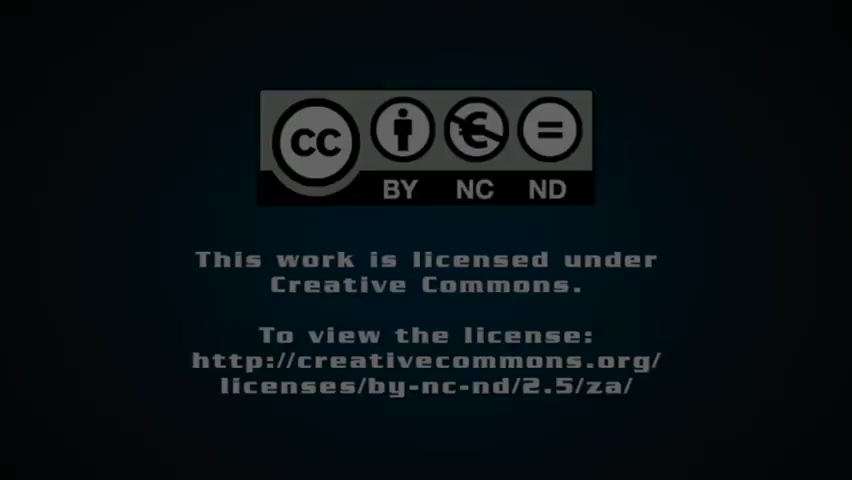 CC
BY NC ND
This work is licensed under
Creative Commons.
To view the license:
http://creativecommons.org/
licenses/by-nc-nd/2.5/za/